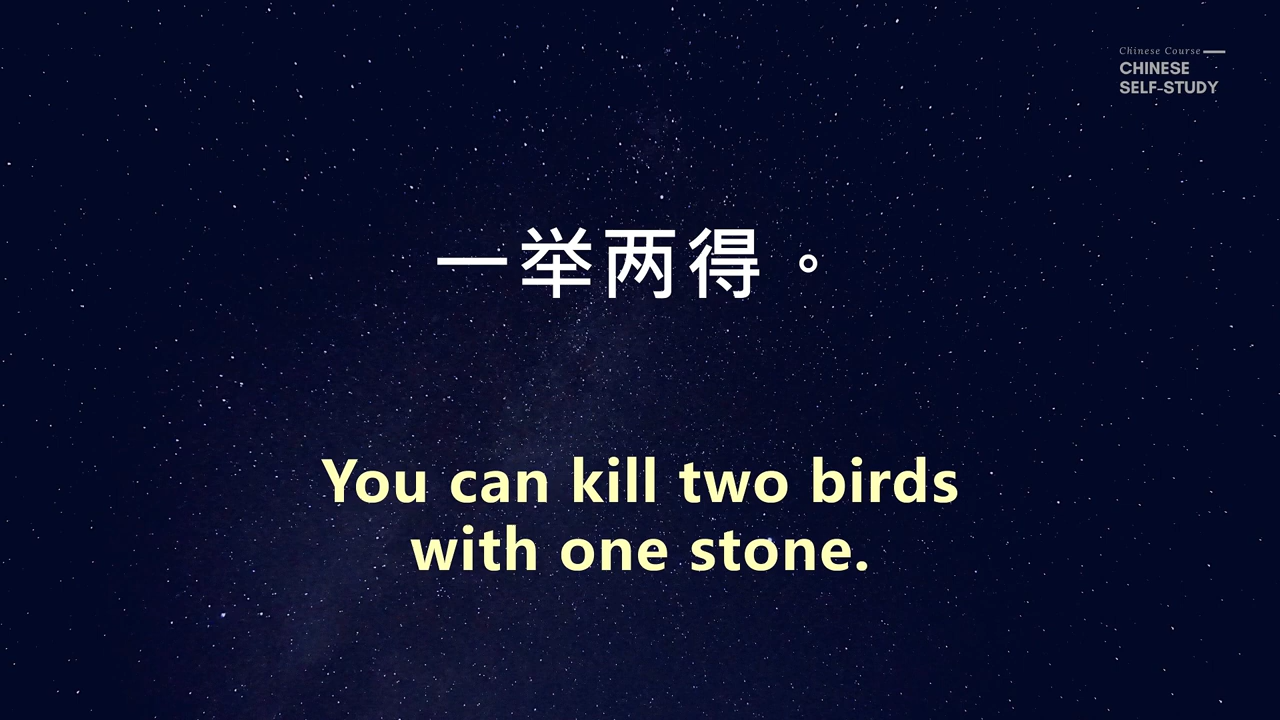 Chinese Course
CHINESE
SELF-STUDY
一举两得。
You can kill two birds
with one stone.